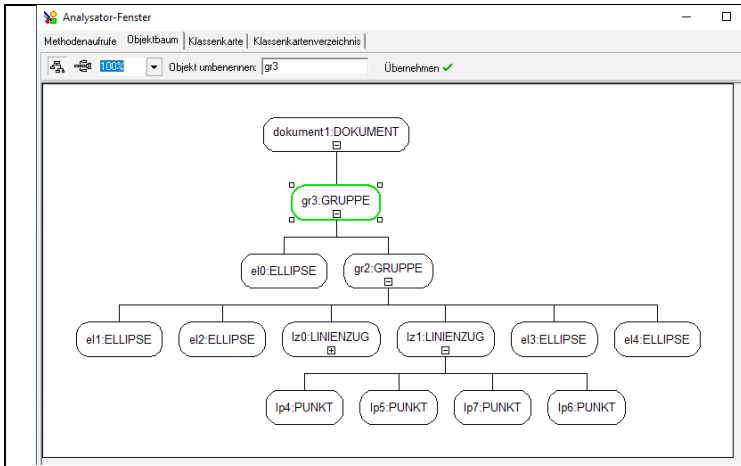 Analysator-Fenster
Methodenaufrufe Objektbaum Klassenkarte Klassenkartenverzeichnis
100% Objekt umbenennen: gr3 Übernehmen
dokument1:DOKUMENT
gr3:GRUPPE
el0:ELLIPSE gr2:GRUPPE
el1:ELLIPSE el2:ELLIPSE lz0:LINIENZUG lz1:LINIENZUG el3:ELLIPSE el4:ELLIPSE
lp4:PUNKT lp5:PUNKT lp7:PUNKT lp6:PUNKT